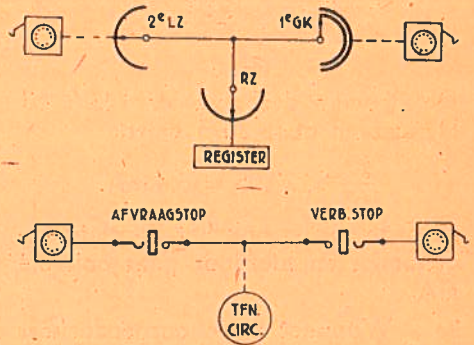 2ᵉ LZ 1ᵉ GK
RZ
REGISTER
AFVRAAGSTOP VERB. STOP
TFN.
CIRC.